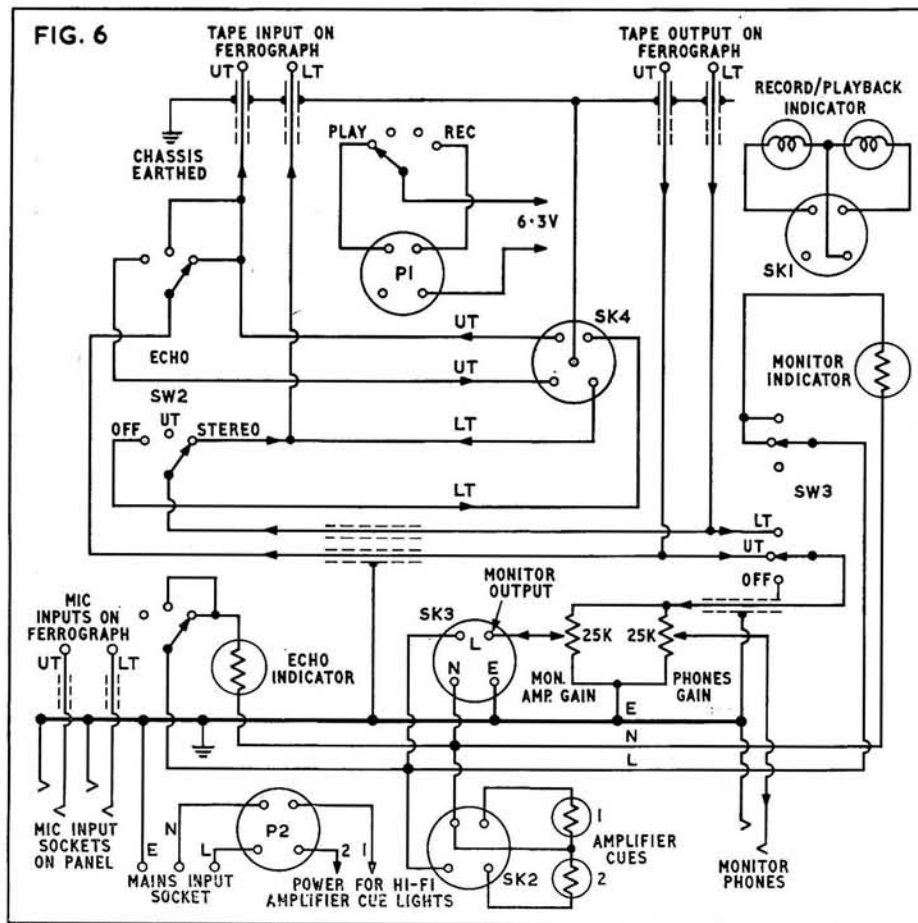 FIG. 6
TAPE INPUT ON
FERROGRAPH
UT
LT
TAPE OUTPUT ON
FERROGRAPH
UT
LT
RECORD/PLAYBACK
INDICATOR
CHASSIS
EARTHED
PLAY
REC
6·3V
P1
SK1
SK4
UT
UT
LT
LT
ECHO
SW2
OFF
UT
STEREO
MONITOR
INDICATOR
SW3
LT
UT
OFF
MIC
INPUTS ON
FERROGRAPH
UT
LT
ECHO
INDICATOR
MONITOR
OUTPUT
SK3
L
N
E
25K
25K
MON.
AMP. GAIN
PHONES
GAIN
E
N
L
MIC INPUT
SOCKETS
ON PANEL
E
N
L
MAINS INPUT
SOCKET
P2
2
1
POWER FOR HI-FI
AMPLIFIER CUE LIGHTS
SK2
1
2
AMPLIFIER
CUES
MONITOR
PHONES